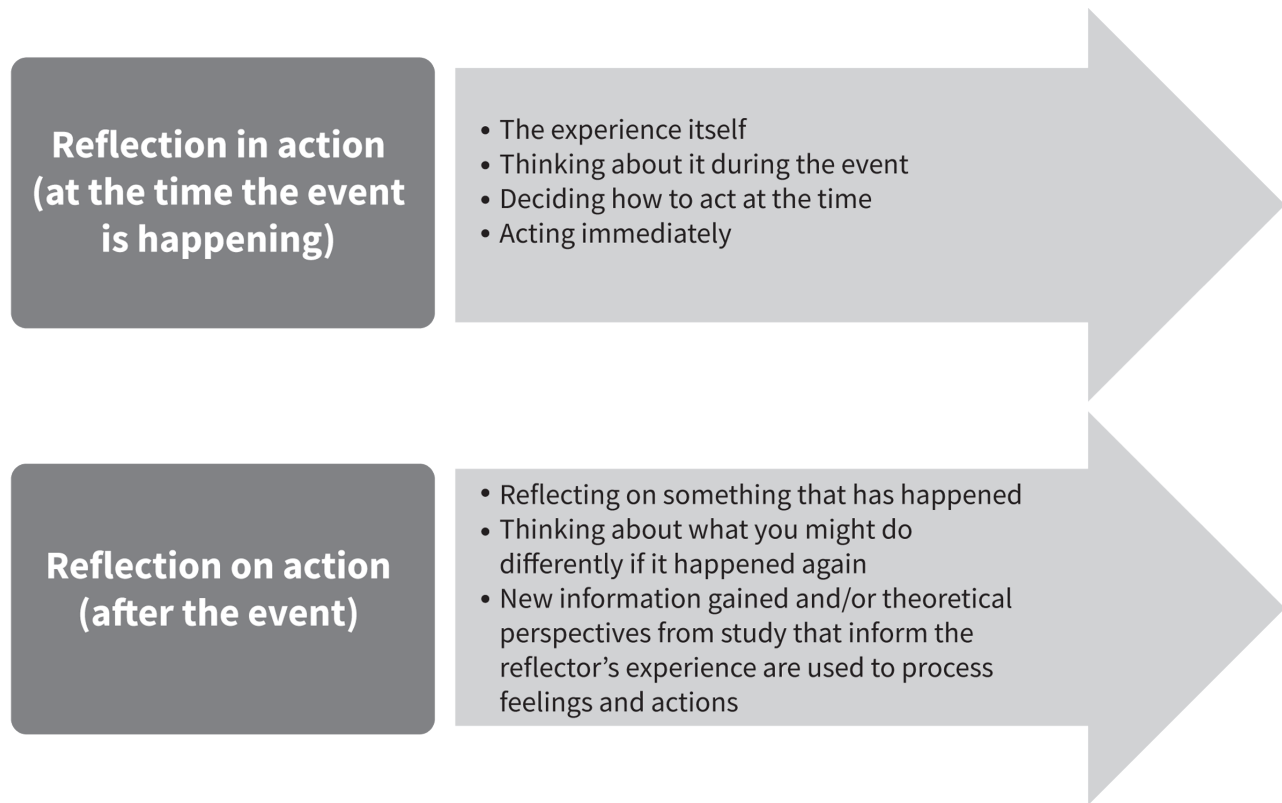 Reflection in action
(at the time the event
is happening)
• The experience itself
• Thinking about it during the event
• Deciding how to act at the time
• Acting immediately
Reflection on action
(after the event)
• Reflecting on something that has happened
• Thinking about what you might do
differently if it happened again
• New information gained and/or theoretical
perspectives from study that inform the
reflector’s experience are used to process
feelings and actions